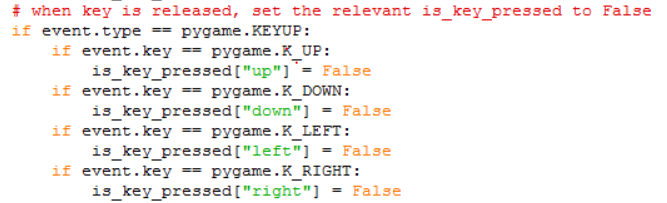 # when key is released, set the relevant is_key_pressed to False
if event.type == pygame.KEYUP:
    if event.key == pygame.K_UP:
        is_key_pressed["up"] = False
    if event.key == pygame.K_DOWN:
        is_key_pressed["down"] = False
    if event.key == pygame.K_LEFT:
        is_key_pressed["left"] = False
    if event.key == pygame.K_RIGHT:
        is_key_pressed["right"] = False